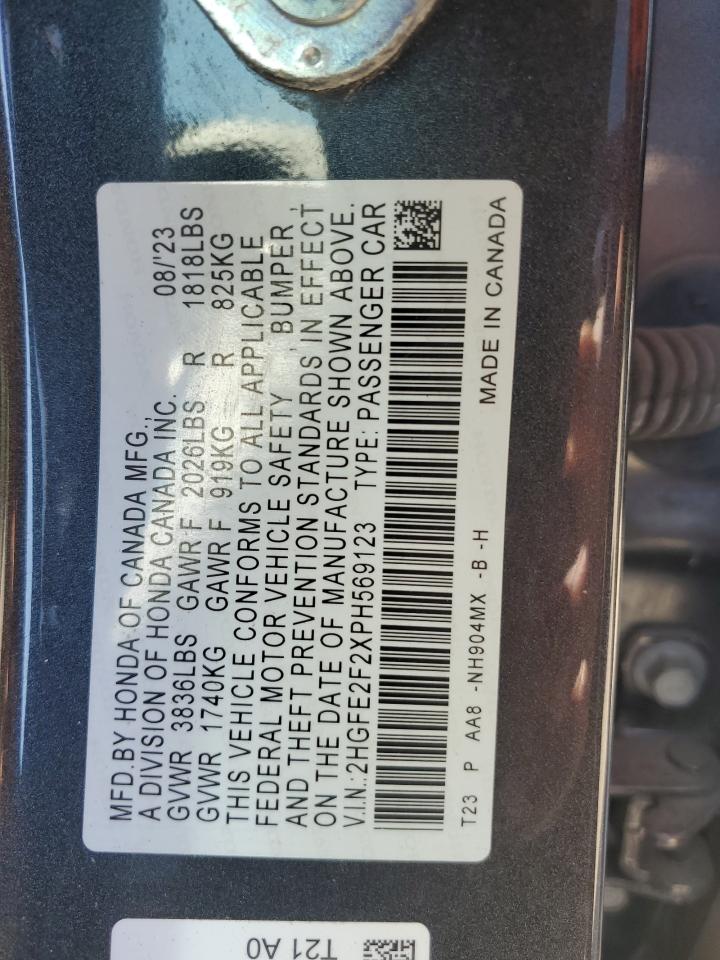 MFD.BY HONDA OF CANADA MFG.,
A DIVISION OF HONDA CANADA INC. 08/'23
GVWR 3836LBS GAWR F 2026LBS R 1818LBS
GVWR 1740KG GAWR F 919KG R 825KG
THIS VEHICLE CONFORMS TO ALL APPLICABLE
FEDERAL MOTOR VEHICLE SAFETY, BUMPER,
AND THEFT PREVENTION STANDARDS IN EFFECT
ON THE DATE OF MANUFACTURE SHOWN ABOVE.
V.I.N.:2HGFE2F2XPH569123 TYPE: PASSENGER CAR
T23 P AA8 -NH904MX -B -H MADE IN CANADA
T21 A0